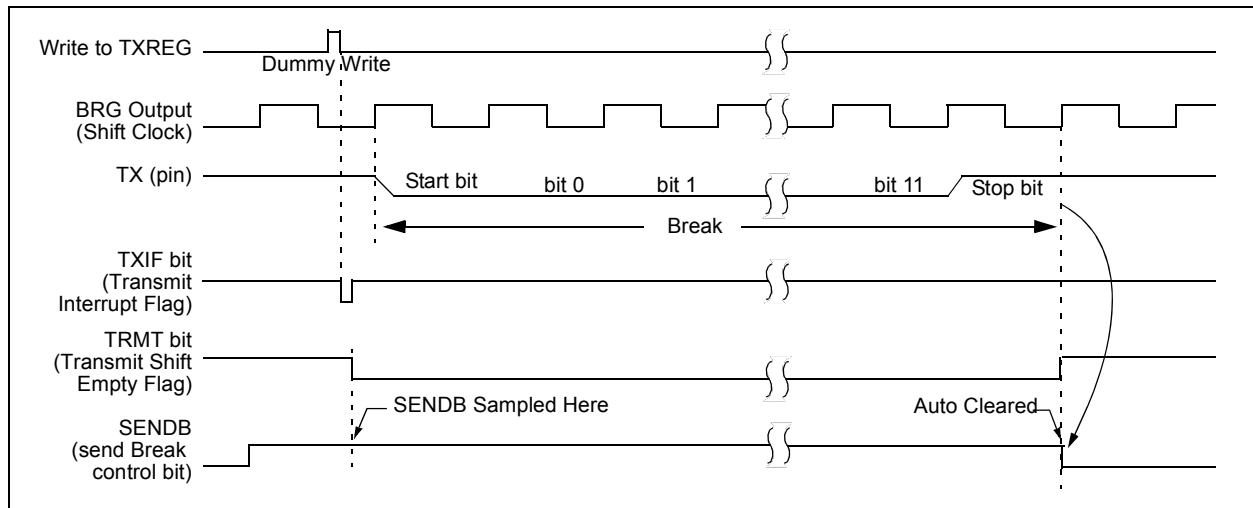 Write to TXREG
Dummy Write
BRG Output
(Shift Clock)
TX (pin)
Start bit
bit 0
bit 1
bit 11
Stop bit
Break
TXIF bit
(Transmit
Interrupt Flag)
TRMT bit
(Transmit Shift
Empty Flag)
SENDB Sampled Here
Auto Cleared
SENDB
(send Break
control bit)